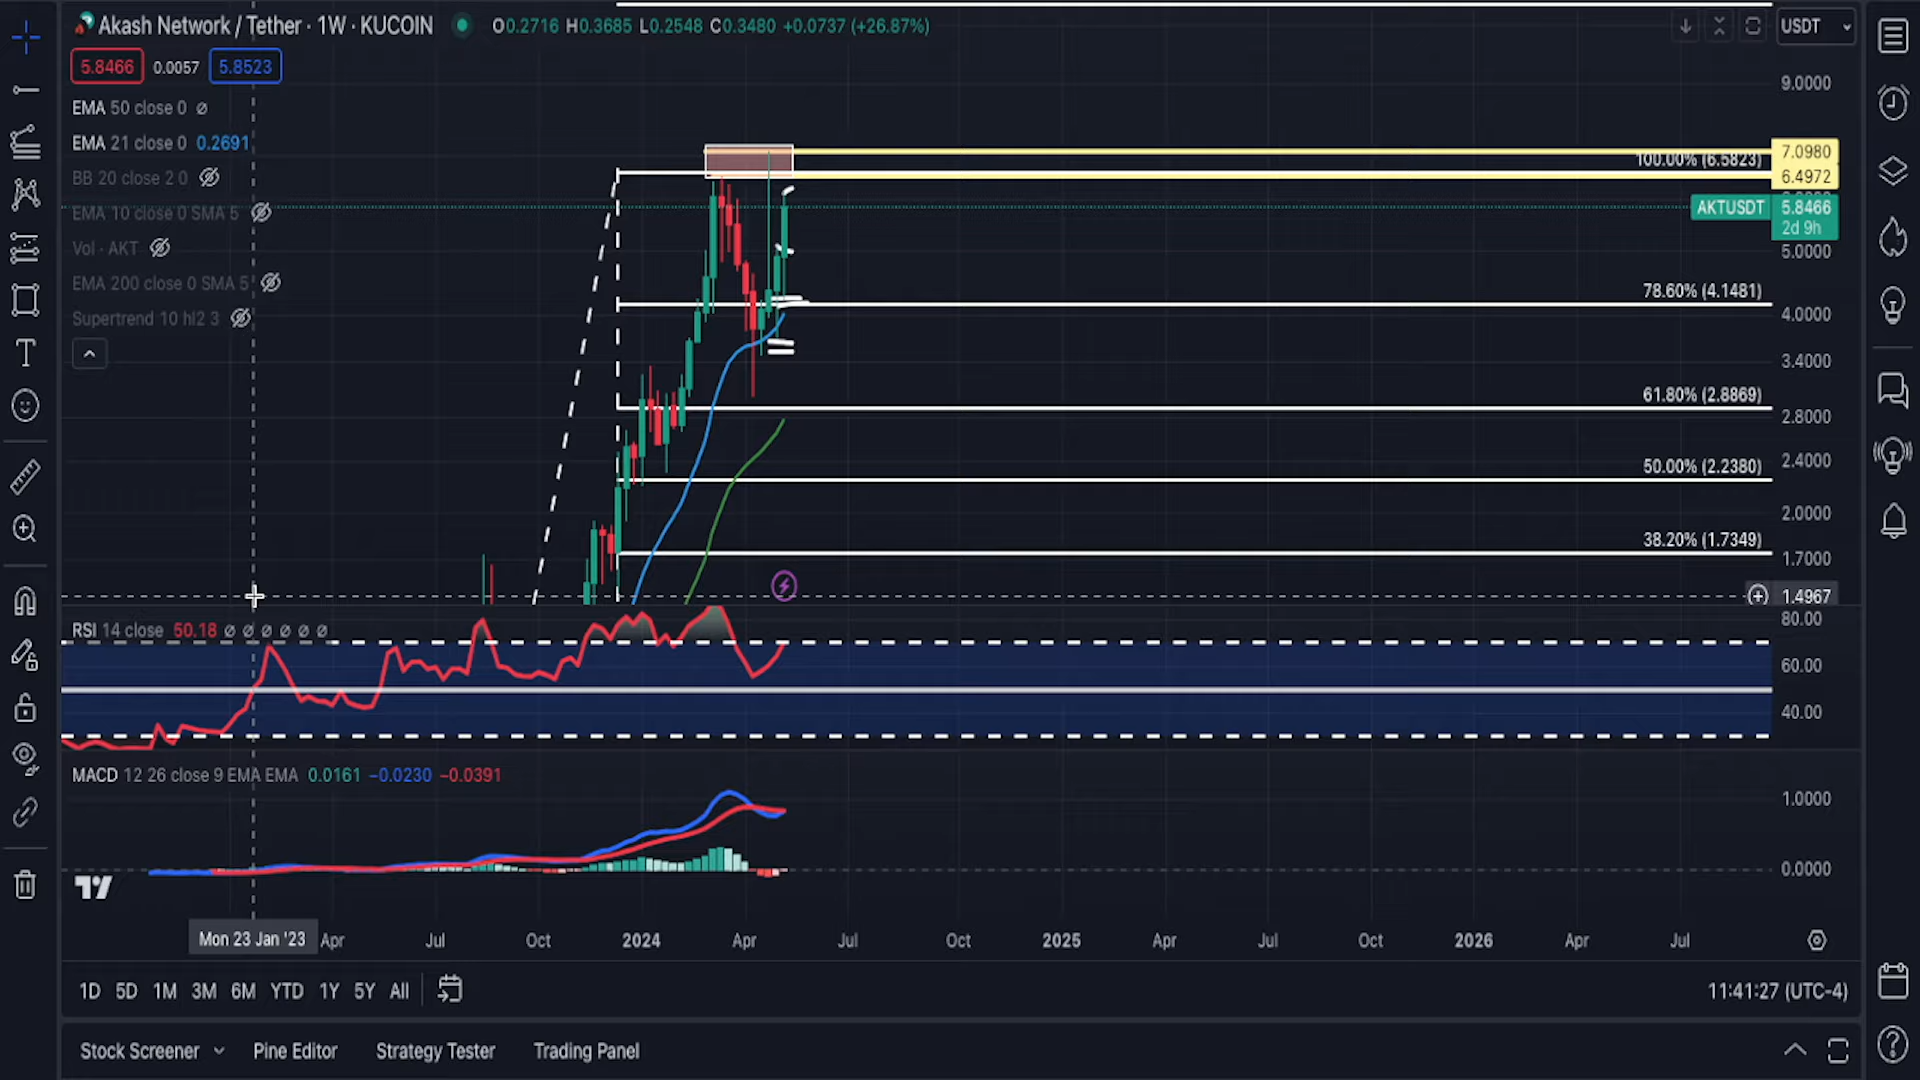 Akash Network / Tether · 1W · KUCOIN O0.2716 H0.3685 L0.2548 C0.3480 +0.0737 (+26.87%)
USDT
5.8466 0.0057 5.8523
EMA 50 close 0
EMA 21 close 0 0.2691
BB 20 close 2 0
EMA 10 close 0 SMA 5
Vol · AKT
EMA 200 close 0 SMA 5
Supertrend 10 hl2 3
9.0000
7.0980
100.00% (6.5823)
6.4972
AKTUSDT 5.8466
2d 9h
5.0000
78.60% (4.1481)
4.0000
3.4000
61.80% (2.8869)
2.8000
50.00% (2.2380)
2.4000
2.0000
38.20% (1.7349)
1.7000
1.4967
RSI 14 close 50.18
80.00
60.00
40.00
MACD 12 26 close 9 EMA EMA 0.0161 −0.0230 −0.0391
1.0000
0.0000
Mon 23 Jan '23 Apr Jul Oct 2024 Apr Jul Oct 2025 Apr Jul Oct 2026 Apr Jul
1D 5D 1M 3M 6M YTD 1Y 5Y All
11:41:27 (UTC-4)
Stock Screener Pine Editor Strategy Tester Trading Panel